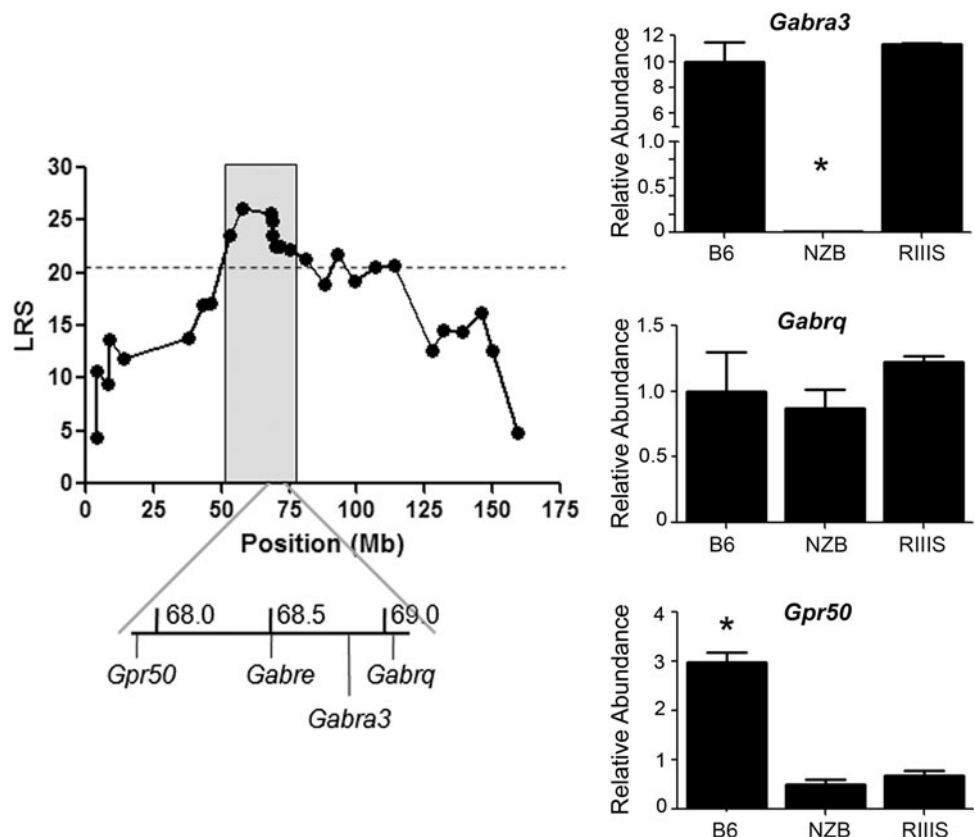 30
25
20
15
10
5
0
LRS
0 25 50 75 100 125 150 175
Position (Mb)
68.0 68.5 69.0
Gpr50 Gabre Gabrq
Gabra3
Gabra3
Relative Abundance
12
10
8
6
1.0
0.5
0
*
B6 NZB RIIIS
Gabrq
Relative Abundance
1.5
1.0
0.5
0
B6 NZB RIIIS
Gpr50
Relative Abundance
4
3
2
1
0
*
B6 NZB RIIIS